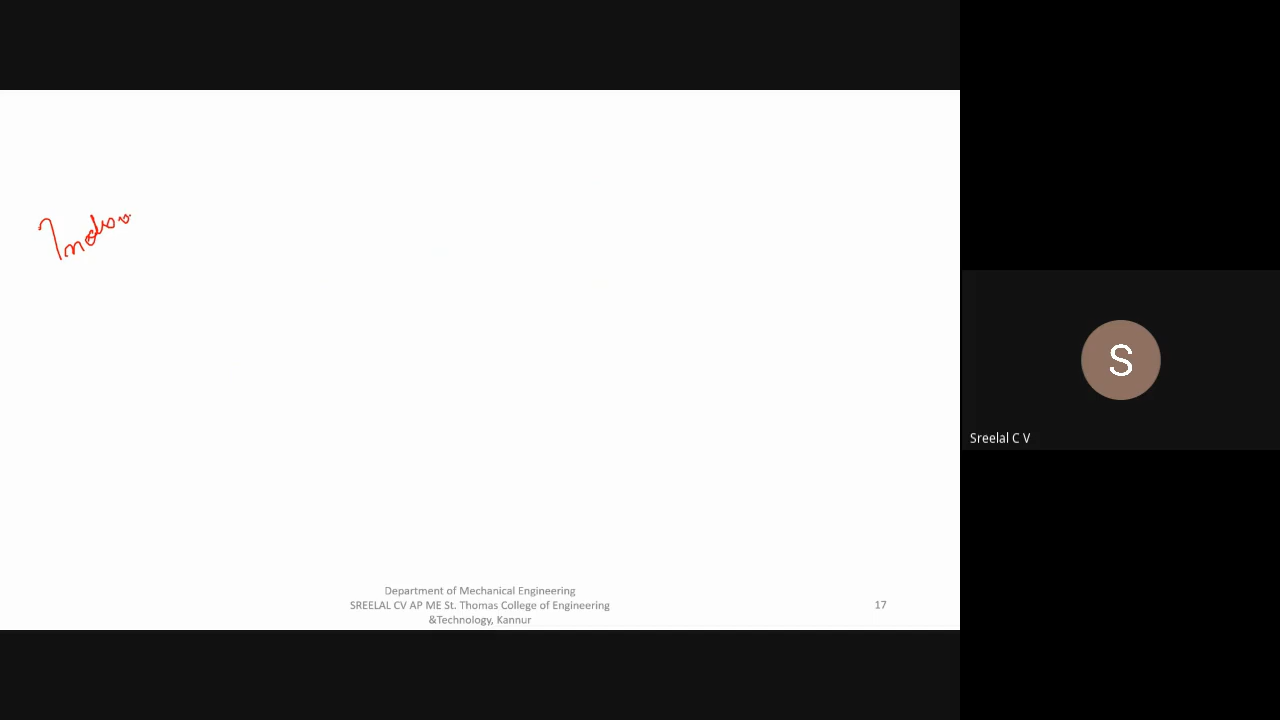 Department of Mechanical Engineering
SREELAL CV AP ME St. Thomas College of Engineering
&Technology, Kannur
17
S
Sreelal C V